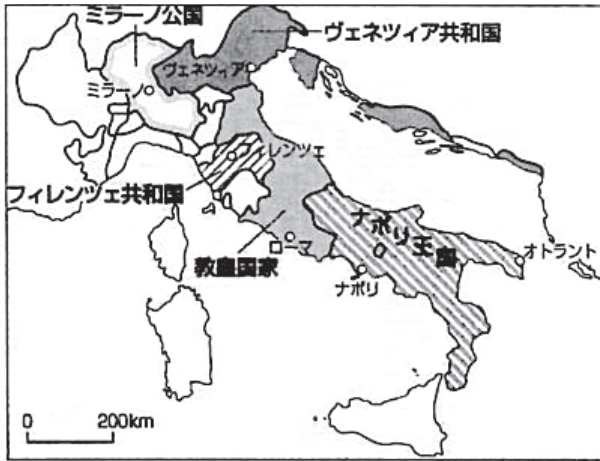 ミラーノ公国
ヴェネツィア共和国
ヴェネツィア
ミラーノ
レンツェ
フィレンツェ共和国
ナポリ王国
オトラント
ローマ
教皇国家
ナポリ
0 200km